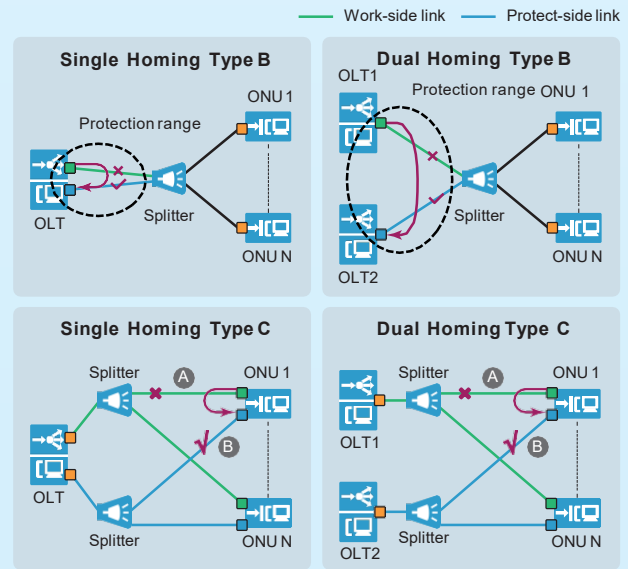 Work-side link
Protect-side link
Single Homing Type B
ONU 1
Protection range
OLT
Splitter
ONU N
Dual Homing Type B
OLT1
Protection range ONU 1
Splitter
OLT2
ONU N
Single Homing Type C
Splitter
A
ONU 1
B
OLT
Splitter
ONU N
Dual Homing Type C
Splitter
A
ONU 1
OLT1
B
OLT2
Splitter
ONU N